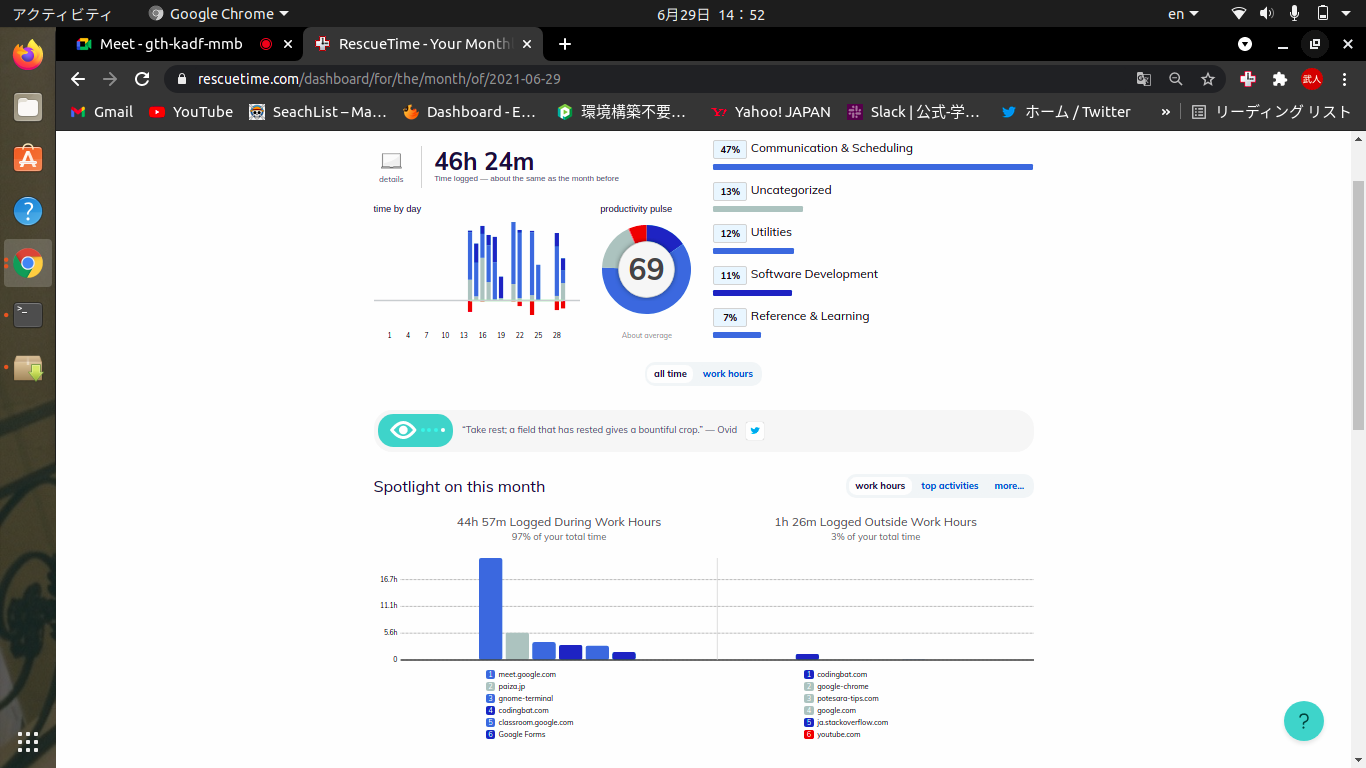 アクティビティ
Google Chrome
6月29日 14：52
en
Meet - gth-kadf-mmb
RescueTime - Your Month
rescuetime.com/dashboard/for/the/month/of/2021-06-29
武人
Gmail
YouTube
SeachList – Ma…
Dashboard - E…
環境構築不要…
Yahoo! JAPAN
Slack | 公式-学…
ホーム / Twitter
»
リーディング リスト
details
46h 24m
Time logged — about the same as the month before
time by day
1 4 7 10 13 16 19 22 25 28
productivity pulse
69
About average
47% Communication & Scheduling
13% Uncategorized
12% Utilities
11% Software Development
7% Reference & Learning
all time work hours
“Take rest; a field that has rested gives a bountiful crop.” — Ovid
Spotlight on this month
work hours top activities more...
44h 57m Logged During Work Hours
97% of your total time
1h 26m Logged Outside Work Hours
3% of your total time
16.7h
11.1h
5.6h
0
1 meet.google.com
2 paiza.jp
3 gnome-terminal
4 codingbat.com
5 classroom.google.com
6 Google Forms
1 codingbat.com
2 google-chrome
3 potesara-tips.com
4 google.com
5 ja.stackoverflow.com
6 youtube.com
?